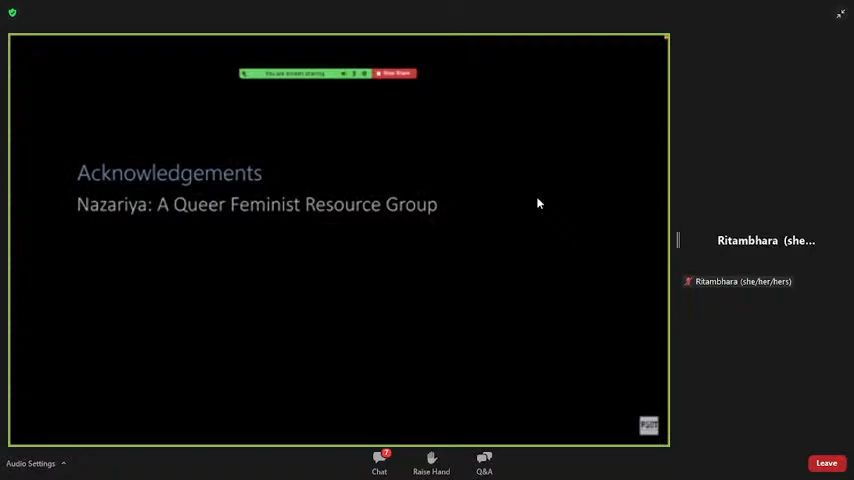 You are screen sharing
Stop Share
Acknowledgements
Nazariya: A Queer Feminist Resource Group
Ritambhara (she...
Ritambhara (she/her/hers)
Audio Settings
7
Chat
Raise Hand
Q&A
Leave